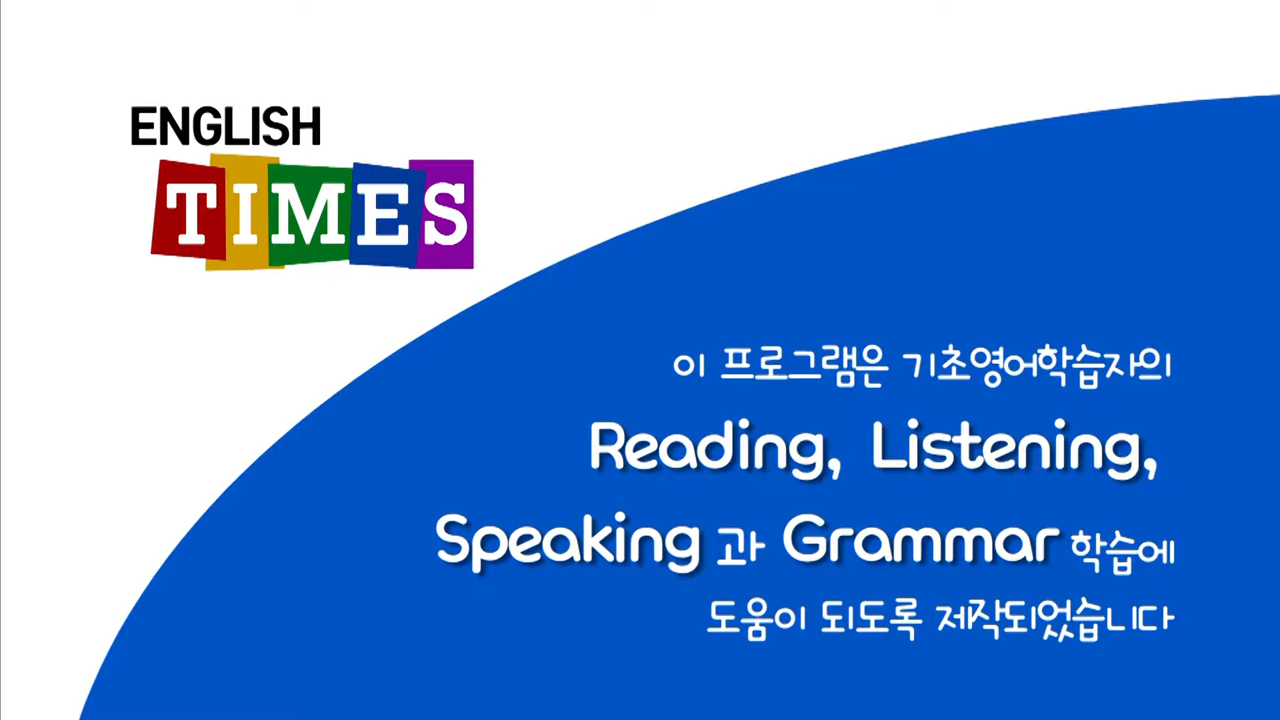 ENGLISH
TIMES
이 프로그램은 기초영어학습자의
Reading, Listening,
Speaking 과 Grammar 학습에
도움이 되도록 제작되었습니다